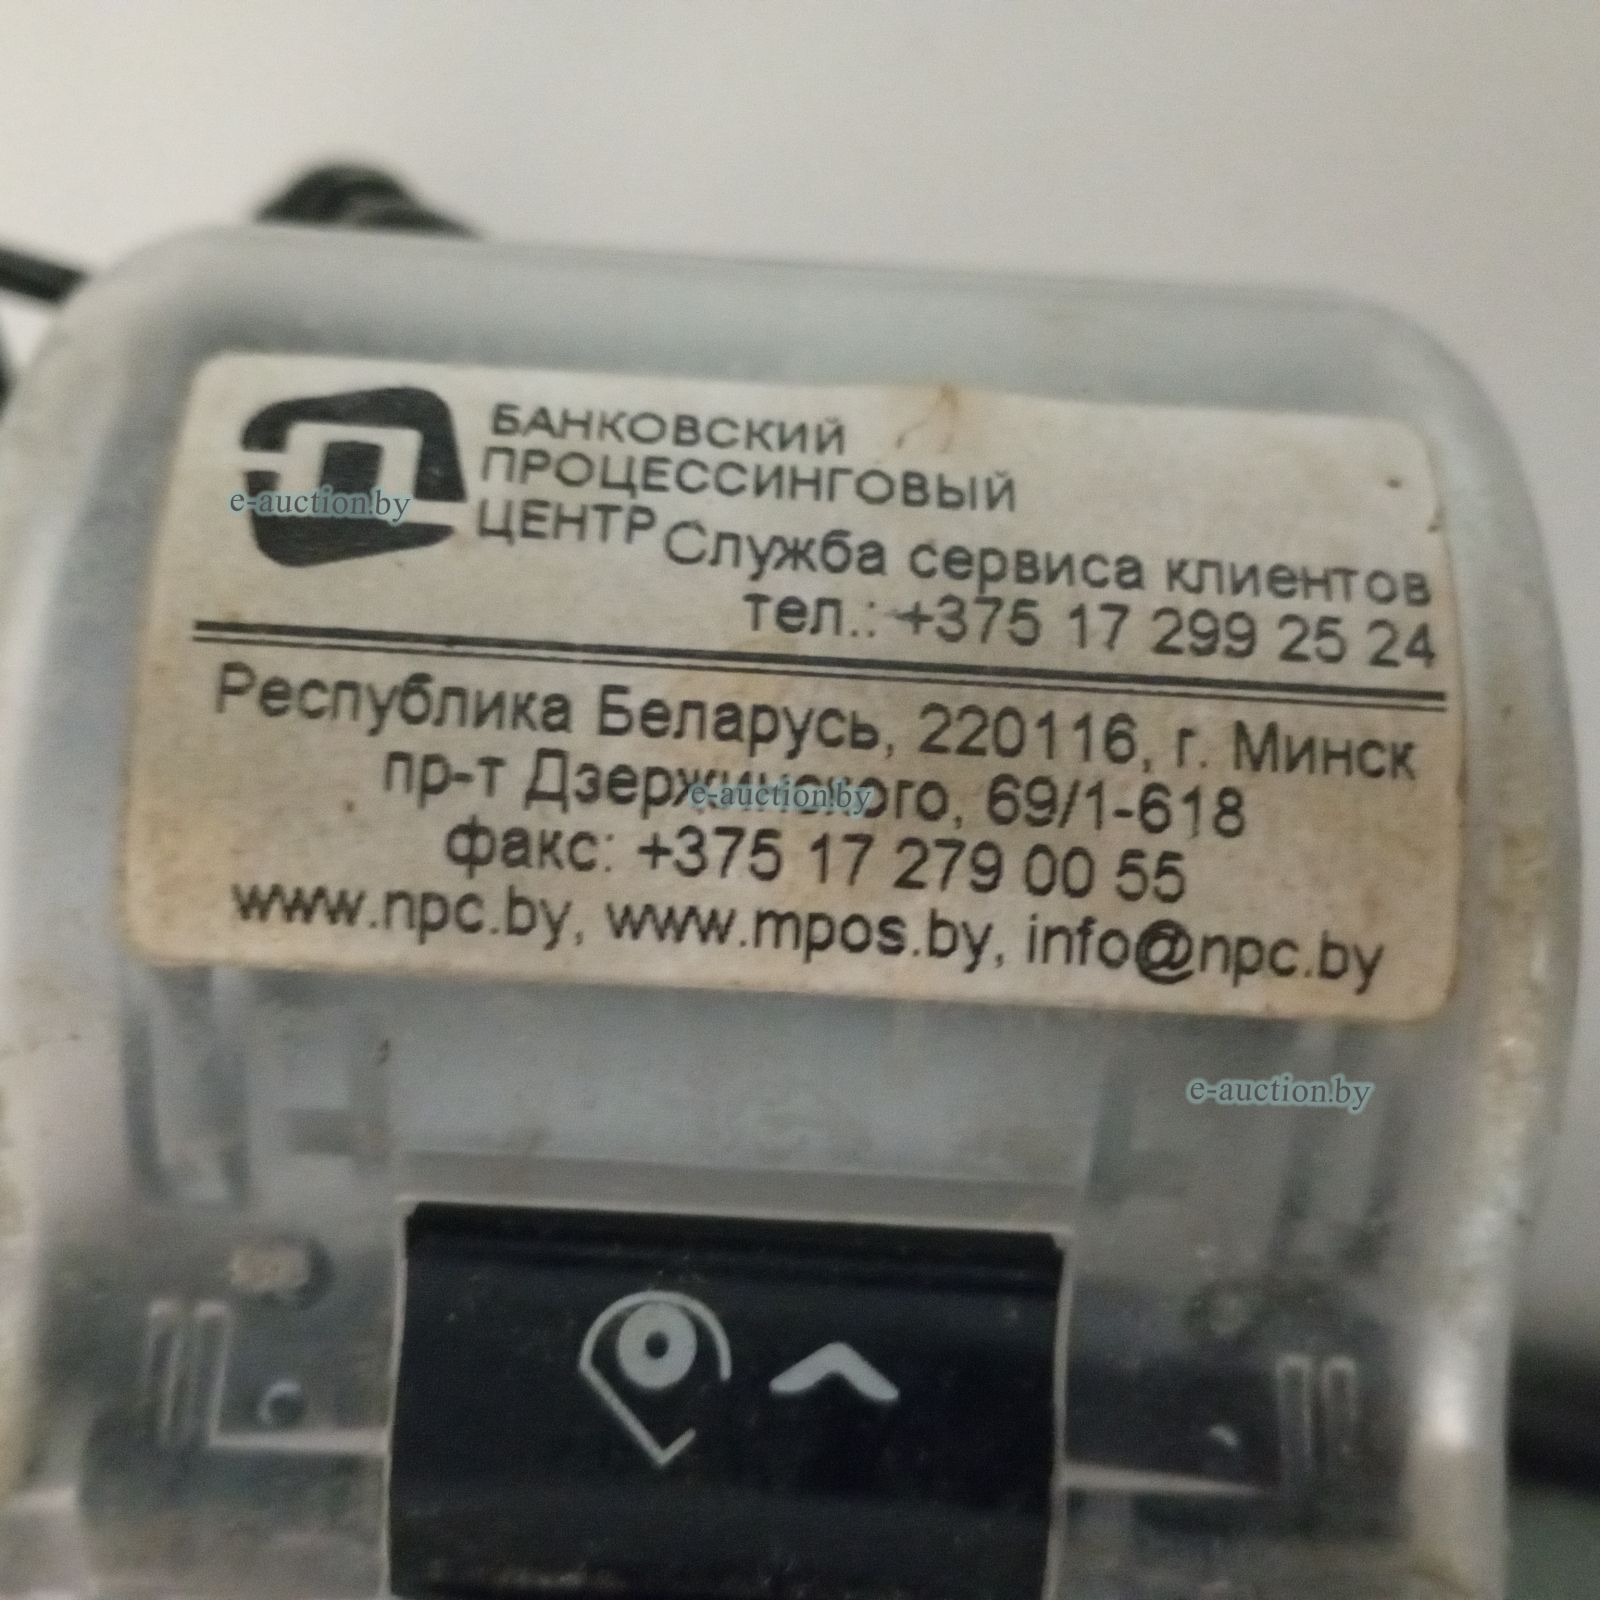 БАНКОВСКИЙ
ПРОЦЕССИНГОВЫЙ
ЦЕНТР
Служба сервиса клиентов
тел.: +375 17 299 25 24
Республика Беларусь, 220116, г. Минск
пр-т Дзержинского, 69/1-618
факс: +375 17 279 00 55
www.npc.by, www.mpos.by, info@npc.by
e-auction.by
e-auction.by
e-auction.by